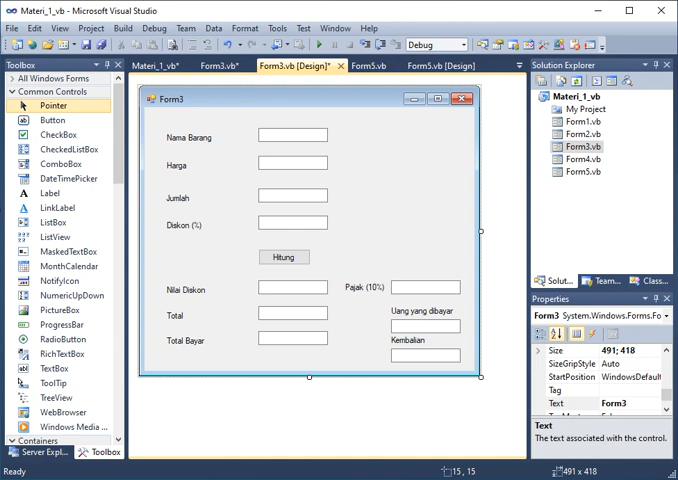 Materi_1_vb - Microsoft Visual Studio
File Edit View Project Build Debug Team Data Format Tools Test Window Help
Debug
Toolbox
All Windows Forms
Common Controls
Pointer
Button
CheckBox
CheckedListBox
ComboBox
DateTimePicker
Label
LinkLabel
ListBox
ListView
MaskedTextBox
MonthCalendar
NotifyIcon
NumericUpDown
PictureBox
ProgressBar
RadioButton
RichTextBox
TextBox
ToolTip
TreeView
WebBrowser
Windows Media ...
Containers
Server Expl... Toolbox
Materi_1_vb* Form3.vb* Form3.vb [Design]* Form5.vb Form5.vb [Design]
Form3
Nama Barang
Harga
Jumlah
Diskon (%)
Hitung
Nilai Diskon
Pajak (10%)
Total
Uang yang dibayar
Total Bayar
Kembalian
Solution Explorer
Materi_1_vb
My Project
Form1.vb
Form2.vb
Form3.vb
Form4.vb
Form5.vb
Solut... Team... Class...
Properties
Form3 System.Windows.Forms.Fo
Size 491; 418
SizeGripStyle Auto
StartPosition WindowsDefault
Tag
Text Form3
Text
The text associated with the control.
Ready
15 , 15
491 x 418